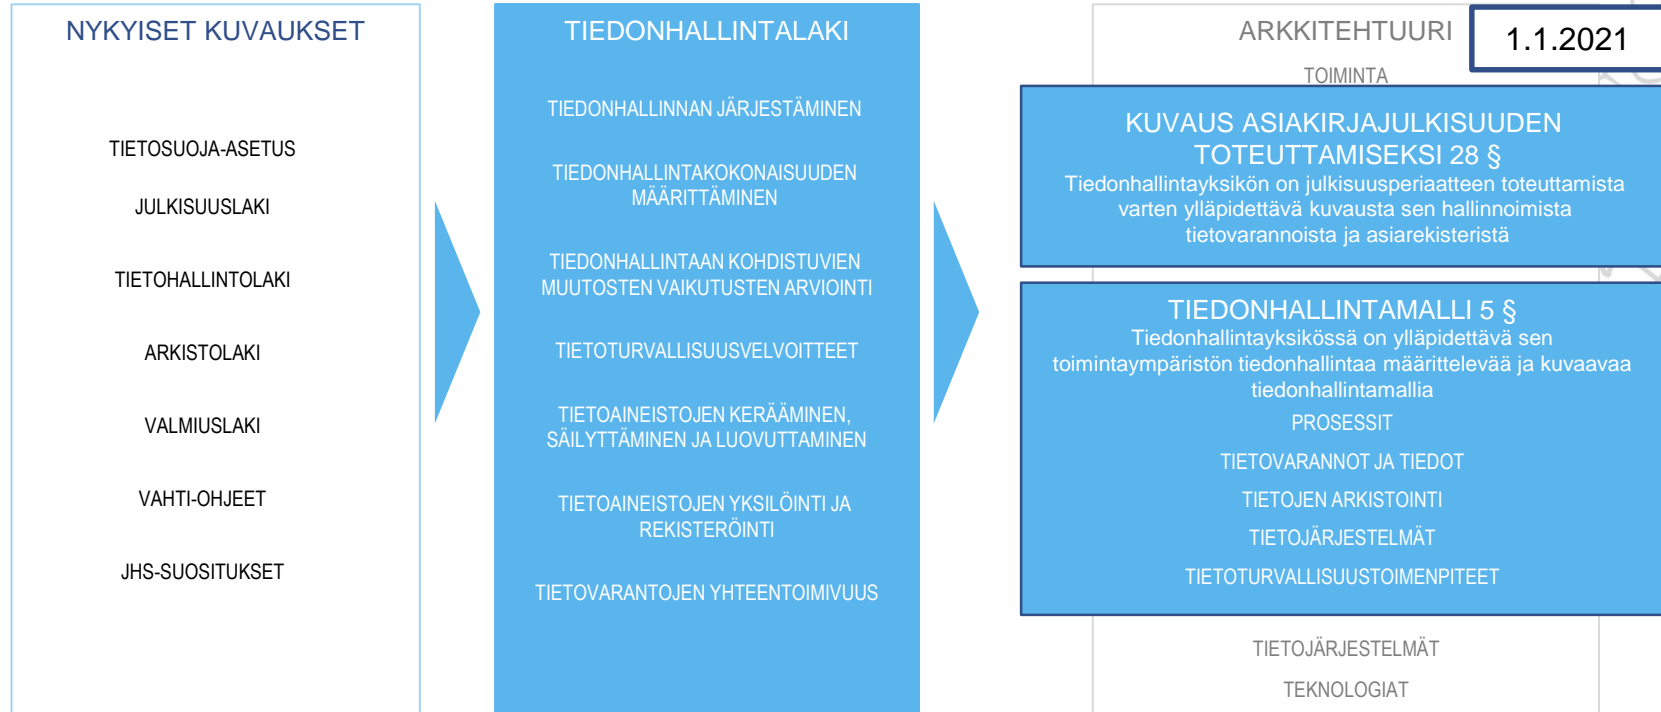 NYKYISET KUVAUKSET
TIETOSUOJA-ASETUS
JULKISUUSLAKI
TIETOHALLINTOLAKI
ARKISTOLAKI
VALMIUSLAKI
VAHTI-OHJEET
JHS-SUOSITUKSET
TIEDONHALLINTALAKI
TIEDONHALLINNAN JÄRJESTÄMINEN
TIEDONHALLINTAKOKONAISUUDEN
MÄÄRITTÄMINEN
TIEDONHALLINTAAN KOHDISTUVIEN
MUUTOSTEN VAIKUTUSTEN ARVIOINTI
TIETOTURVALLISUUSVELVOITTEET
TIETOAINEISTOJEN KERÄÄMINEN,
SÄILYTTÄMINEN JA LUOVUTTAMINEN
TIETOAINEISTOJEN YKSILÖINTI JA
REKISTERÖINTI
TIETOVARANTOJEN YHTEENTOIMIVUUS
ARKKITEHTUURI
1.1.2021
TOIMINTA
KUVAUS ASIAKIRJAJULKISUUDEN
TOTEUTTAMISEKSI 28 §
Tiedonhallintayksikön on julkisuusperiaatteen toteuttamista
varten ylläpidettävä kuvausta sen hallinnoimista
tietovarannoista ja asiarekisteristä
TIEDONHALLINTAMALLI 5 §
Tiedonhallintayksikössä on ylläpidettävä sen
toimintaympäristön tiedonhallintaa määrittelevää ja kuvaavaa
tiedonhallintamallia
PROSESSIT
TIETOVARANNOT JA TIEDOT
TIETOJEN ARKISTOINTI
TIETOJÄRJESTELMÄT
TIETOTURVALLISUUSTOIMENPITEET
TIETOJÄRJESTELMÄT
TEKNOLOGIAT